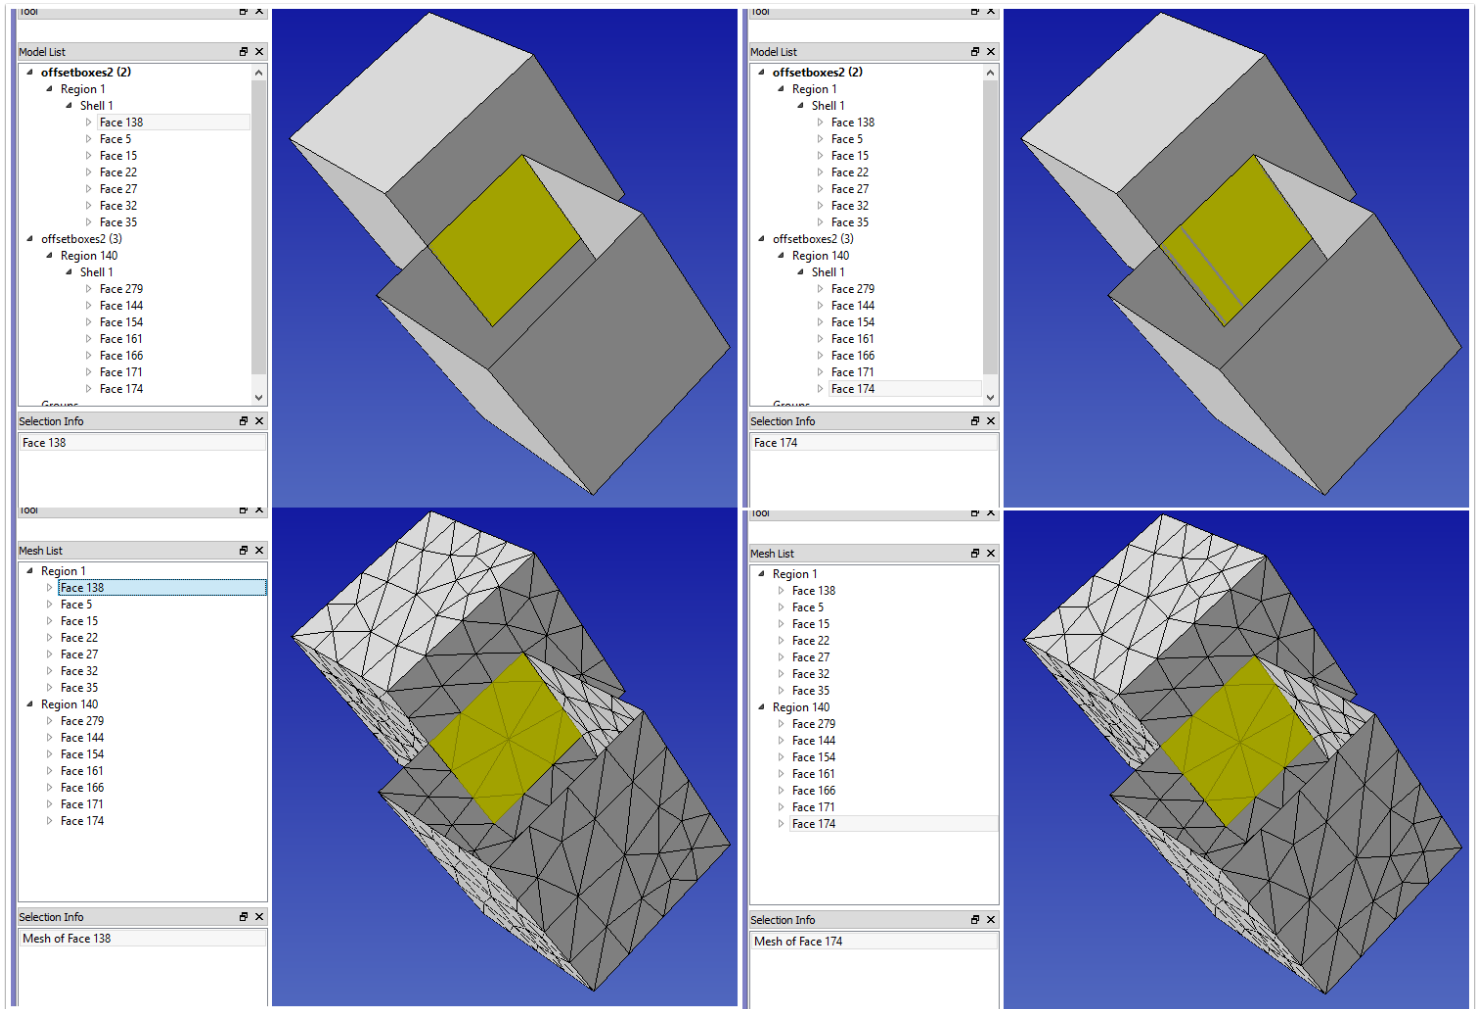 Tool
Model List
offsetboxes2 (2)
Region 1
Shell 1
Face 138
Face 5
Face 15
Face 22
Face 27
Face 32
Face 35
offsetboxes2 (3)
Region 140
Shell 1
Face 279
Face 144
Face 154
Face 161
Face 166
Face 171
Face 174
Groups
Selection Info
Face 138
Tool
Model List
offsetboxes2 (2)
Region 1
Shell 1
Face 138
Face 5
Face 15
Face 22
Face 27
Face 32
Face 35
offsetboxes2 (3)
Region 140
Shell 1
Face 279
Face 144
Face 154
Face 161
Face 166
Face 171
Face 174
Groups
Selection Info
Face 174
Tool
Mesh List
Region 1
Face 138
Face 5
Face 15
Face 22
Face 27
Face 32
Face 35
Region 140
Face 279
Face 144
Face 154
Face 161
Face 166
Face 171
Face 174
Selection Info
Mesh of Face 138
Tool
Mesh List
Region 1
Face 138
Face 5
Face 15
Face 22
Face 27
Face 32
Face 35
Region 140
Face 279
Face 144
Face 154
Face 161
Face 166
Face 171
Face 174
Selection Info
Mesh of Face 174